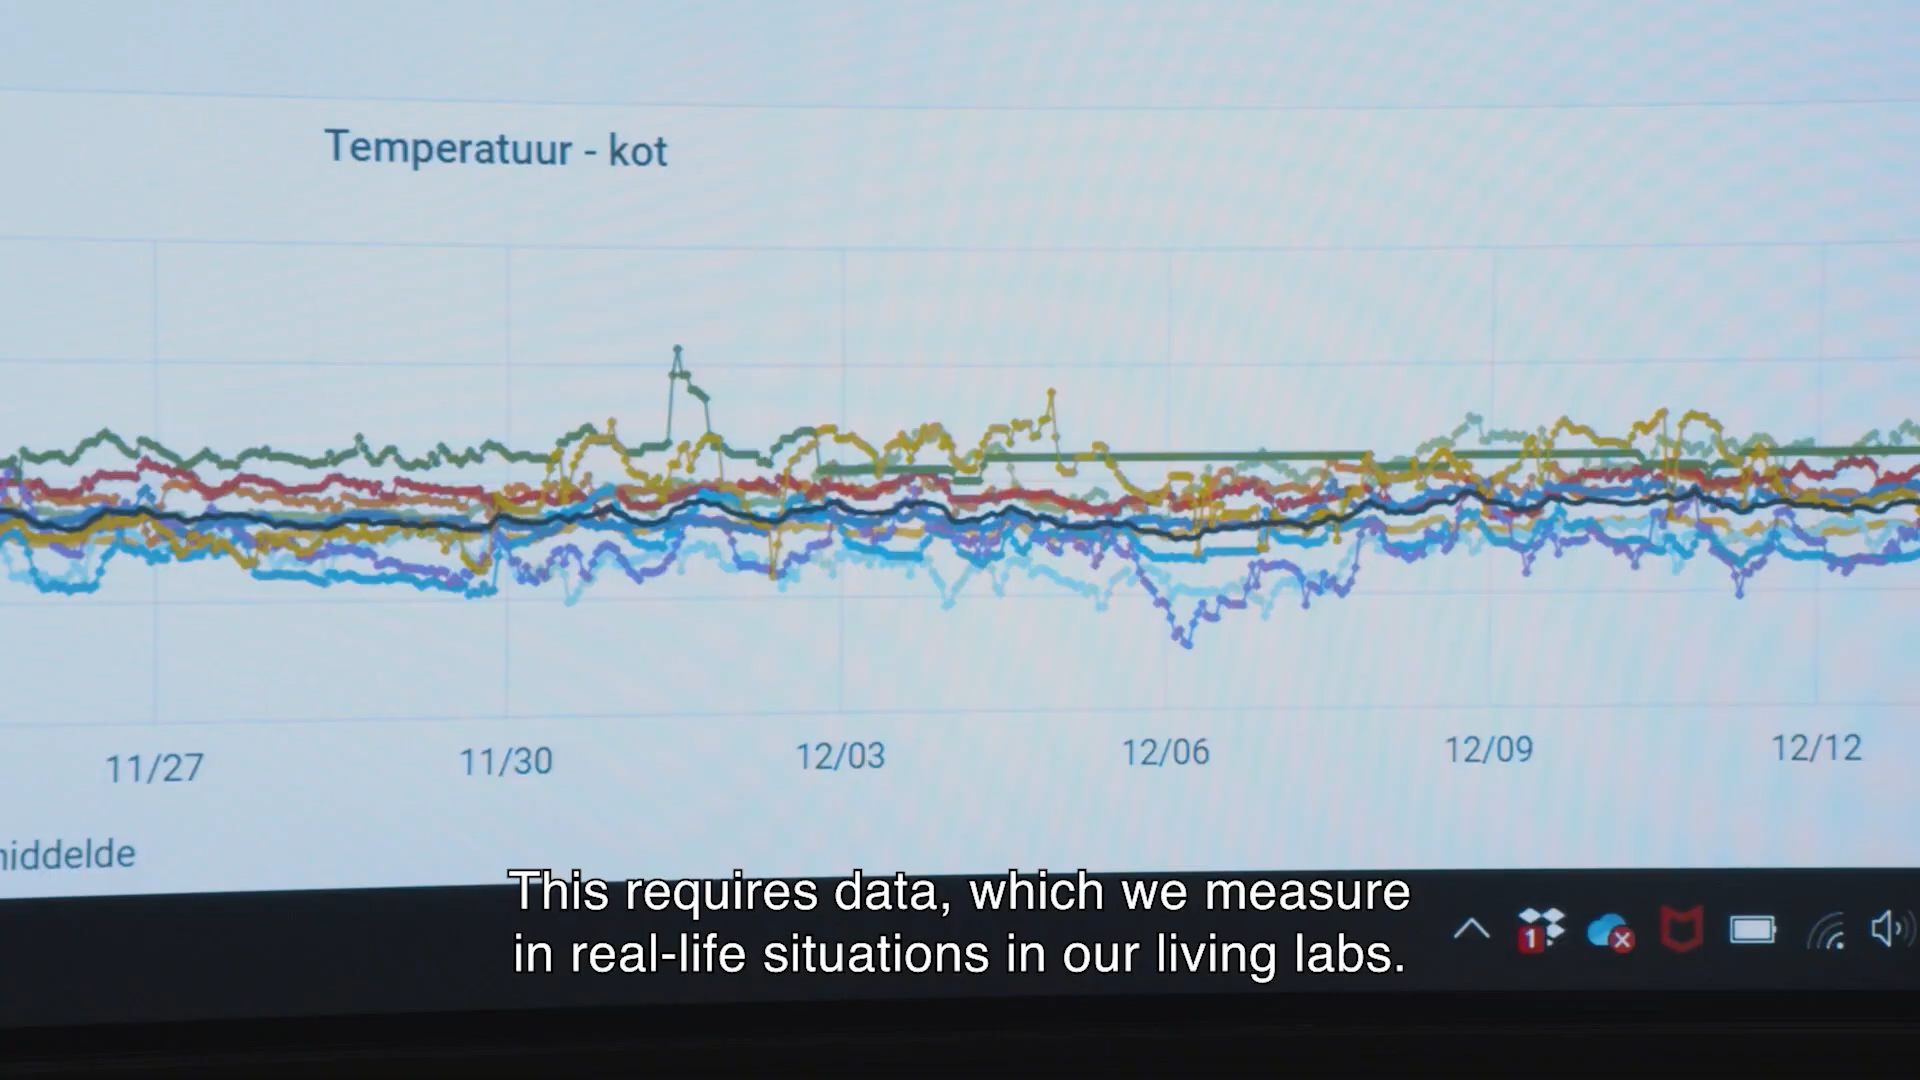 Temperatuur - kot
11/27 11/30 12/03 12/06 12/09 12/12
iddelde
This requires data, which we measure
in real-life situations in our living labs.
1